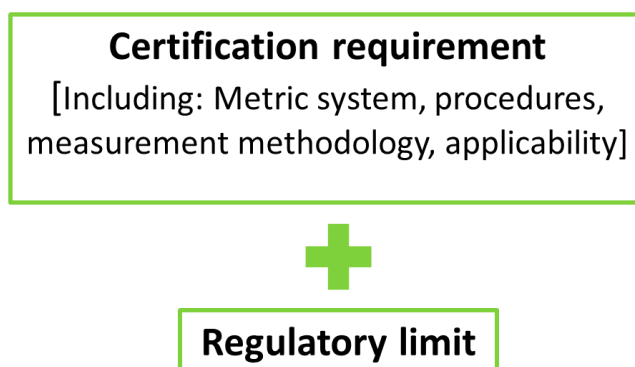 Certification requirement
[Including: Metric system, procedures,
measurement methodology, applicability]
Regulatory limit